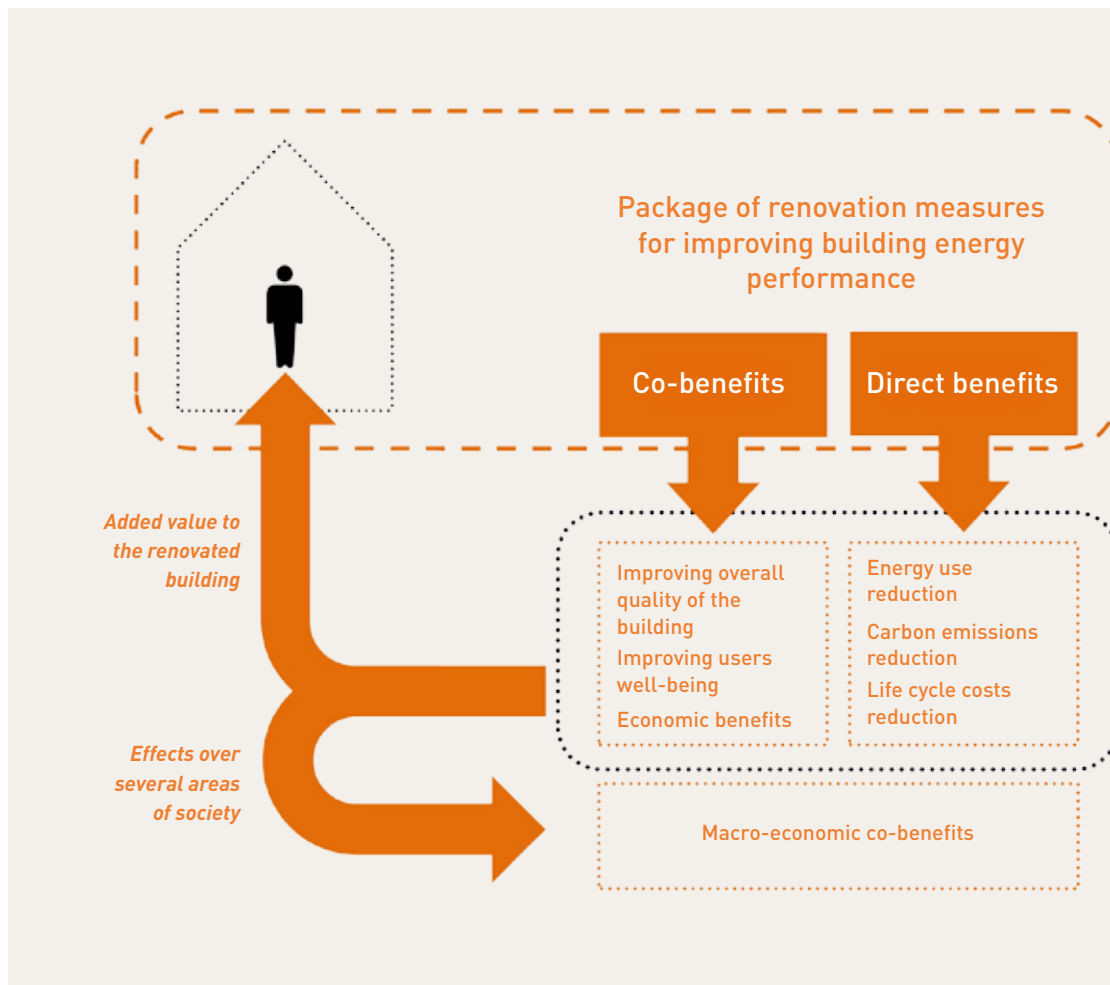 Package of renovation measures
for improving building energy
performance
Co-benefits
Direct benefits
Added value to
the renovated
building
Improving overall
quality of the
building
Improving users
well-being
Economic benefits
Energy use
reduction
Carbon emissions
reduction
Life cycle costs
reduction
Effects over
several areas
of society
Macro-economic co-benefits